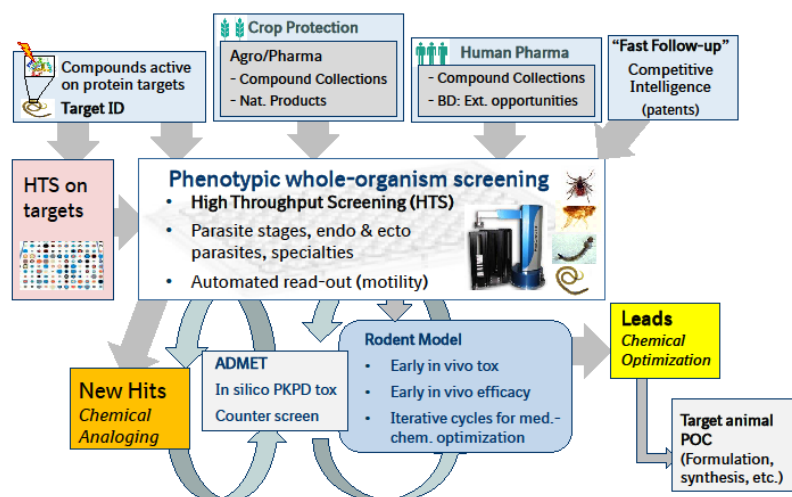 Compounds active
on protein targets
Target ID
Crop Protection
Agro/Pharma
- Compound Collections
- Nat. Products
Human Pharma
- Compound Collections
- BD: Ext. opportunities
“Fast Follow-up”
Competitive
Intelligence
(patents)
HTS on
targets
Phenotypic whole-organism screening
• High Throughput Screening (HTS)
• Parasite stages, endo & ecto
parasites, specialties
• Automated read-out (motility)
New Hits
Chemical
Analoging
ADMET
In silico PKPD tox
Counter screen
Rodent Model
• Early in vivo tox
• Early in vivo efficacy
• Iterative cycles for med.-
chem. optimization
Leads
Chemical
Optimization
Target animal
POC
(Formulation,
synthesis, etc.)